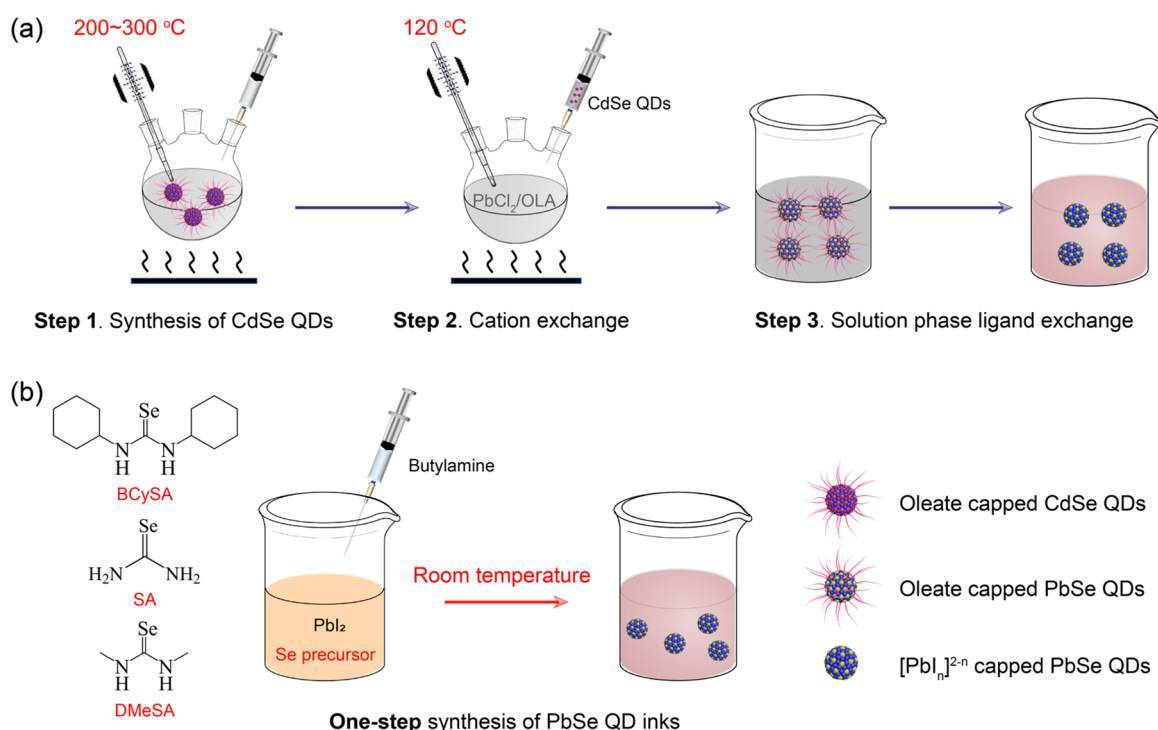 (a)
200~300 °C
120 °C
CdSe QDs
PbCl₂/OLA
Step 1. Synthesis of CdSe QDs
Step 2. Cation exchange
Step 3. Solution phase ligand exchange
(b)
Se
N
H
N
H
BCySA
Se
H₂N
NH₂
SA
Se
N
H
N
H
DMeSA
Butylamine
PbI₂
Se precursor
Room temperature
One-step synthesis of PbSe QD inks
Oleate capped CdSe QDs
Oleate capped PbSe QDs
[PbIₙ]²⁻ⁿ capped PbSe QDs